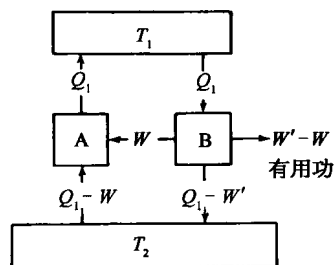 T₁
Q₁ Q₁
A W B W′ − W
有用功
Q₁ − W Q₁ − W′
T₂